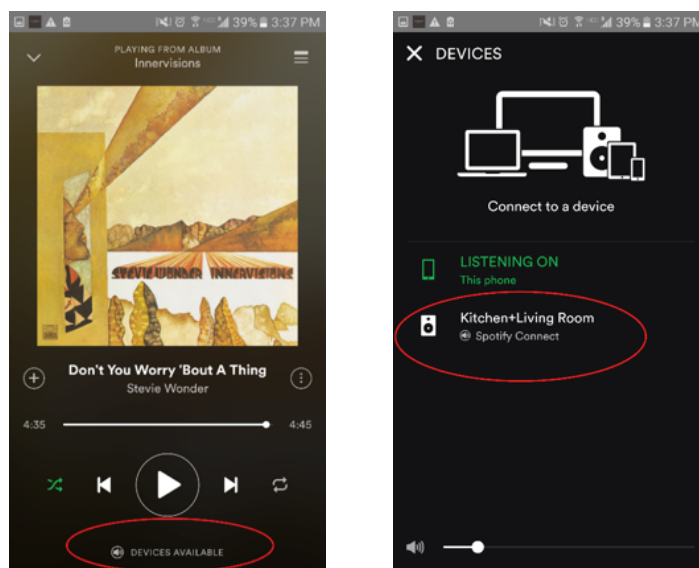 39% 3:37 PM
PLAYING FROM ALBUM
Innervisions
STEVIE WONDER INNERVISIONS
Don't You Worry 'Bout A Thing
Stevie Wonder
4:35
4:45
DEVICES AVAILABLE
39% 3:37 PM
DEVICES
Connect to a device
LISTENING ON
This phone
Kitchen+Living Room
Spotify Connect